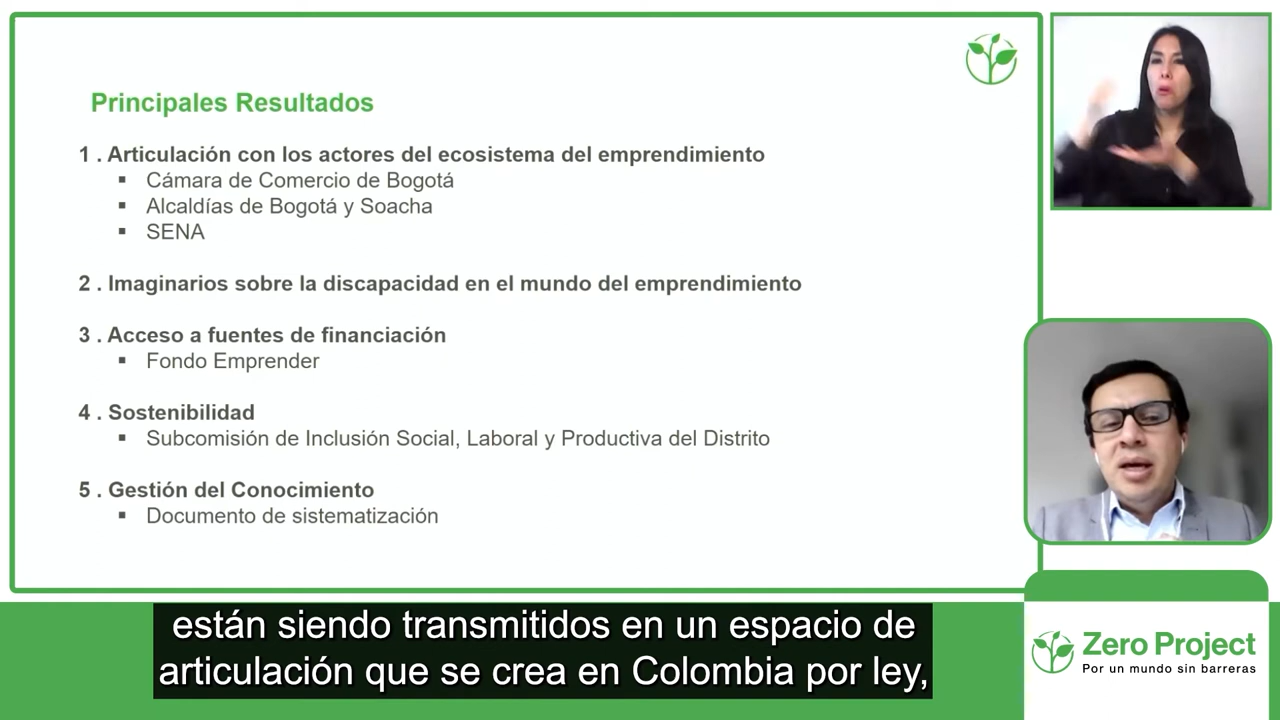 Principales Resultados
1 . Articulación con los actores del ecosistema del emprendimiento
▪ Cámara de Comercio de Bogotá
▪ Alcaldías de Bogotá y Soacha
▪ SENA
2 . Imaginarios sobre la discapacidad en el mundo del emprendimiento
3 . Acceso a fuentes de financiación
▪ Fondo Emprender
4 . Sostenibilidad
▪ Subcomisión de Inclusión Social, Laboral y Productiva del Distrito
5 . Gestión del Conocimiento
▪ Documento de sistematización
están siendo transmitidos en un espacio de
articulación que se crea en Colombia por ley,
Zero Project
Por un mundo sin barreras